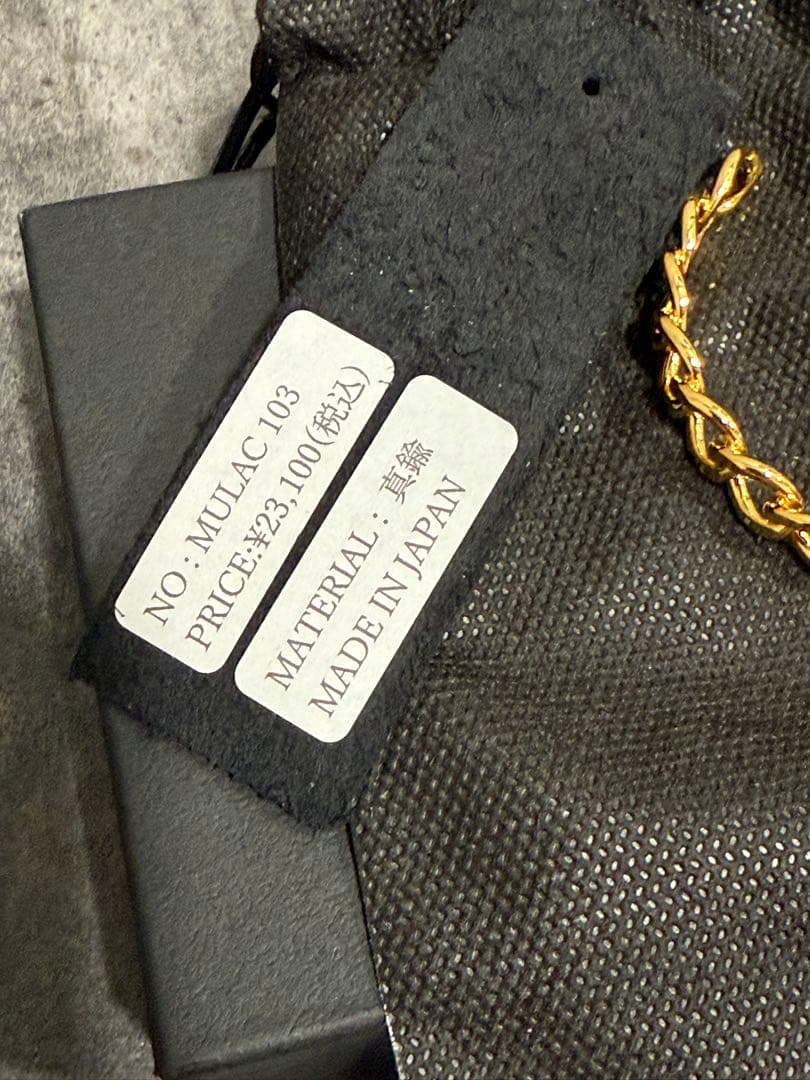 NO : MULAC 103
PRICE:¥23,100(税込)
MATERIAL : 真鍮
MADE IN JAPAN